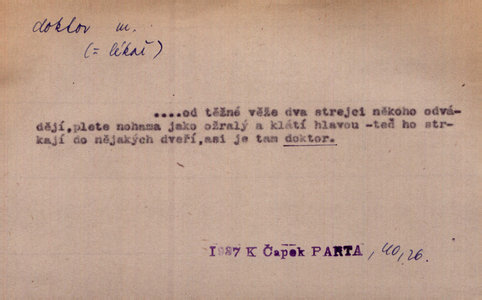 doktor m.
(= lékař)
....od těžné věže dva strejci někoho odvá-
dějí,plete nohama jako ožralý a klátí hlavou -teď ho str-
kají do nějakých dveří,asi je tam doktor.
1937 K Čapek PARTA, 40,26.